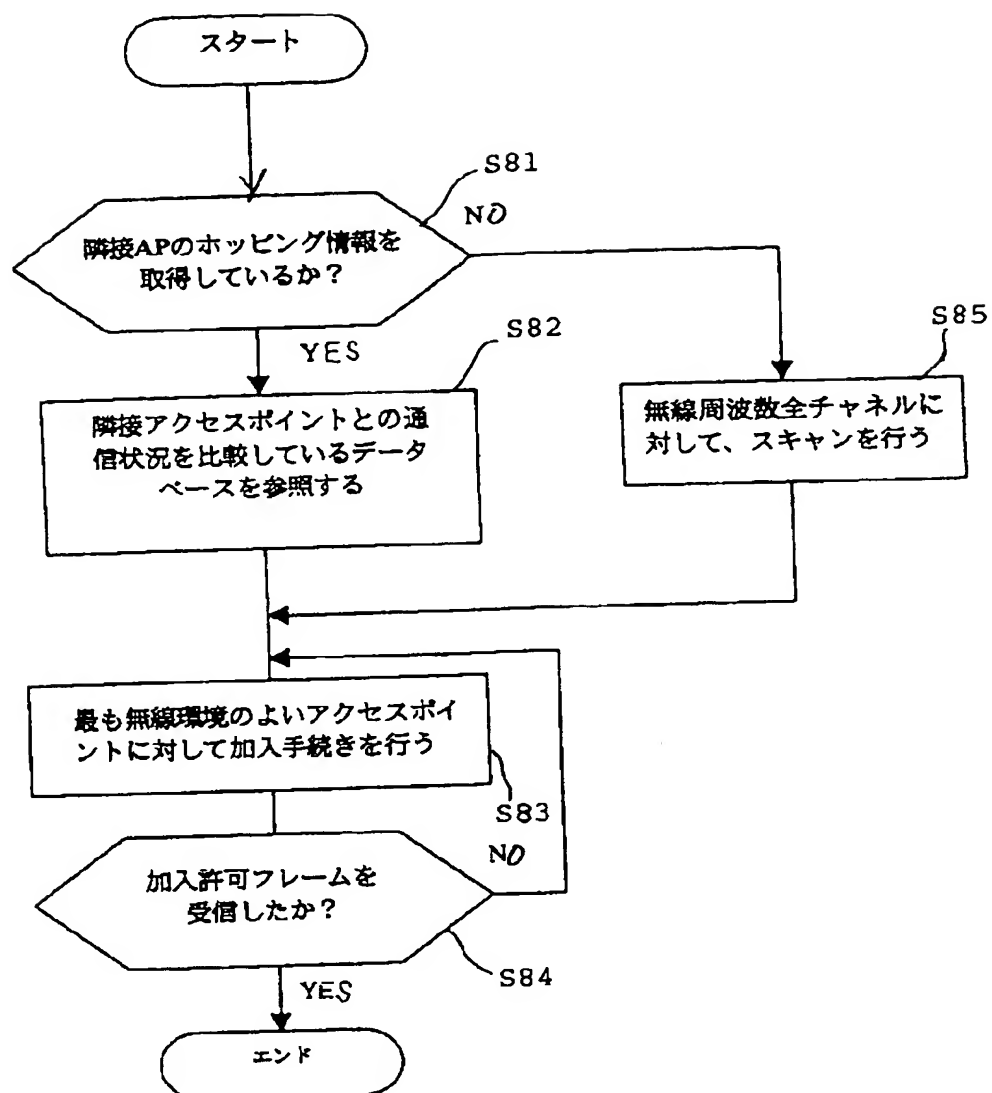 スタート
S81
NO
隣接APのホッピング情報を
取得しているか？
YES
S82
S85
隣接アクセスポイントとの通
信状況を比較しているデータ
ベースを参照する
無線周波数全チャネルに
対して、スキャンを行う
最も無線環境のよいアクセスポイ
ントに対して加入手続きを行う
S83
NO
加入許可フレームを
受信したか？
S84
YES
エンド